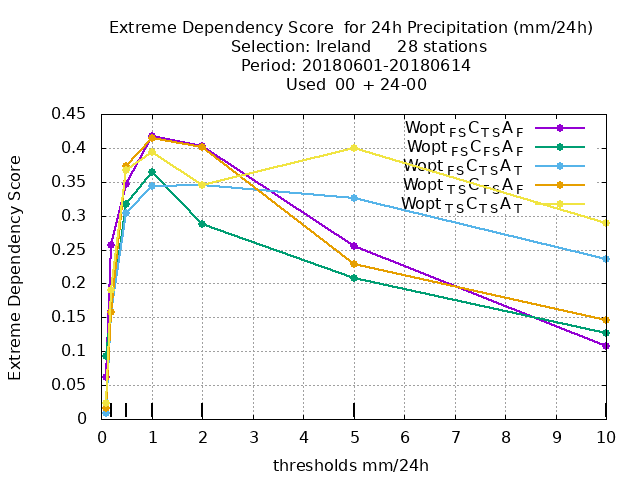 Extreme Dependency Score  for 24h Precipitation (mm/24h)
Selection: Ireland     28 stations
Period: 20180601-20180614
Used  00 + 24-00
Extreme Dependency Score
0.45
0.4
0.35
0.3
0.25
0.2
0.15
0.1
0.05
0
Wopt FS C TS A F
Wopt FS C FS A F
Wopt FS C TS A T
Wopt TS C TS A F
Wopt TS C TS A T
0 1 2 3 4 5 6 7 8 9 10
thresholds mm/24h